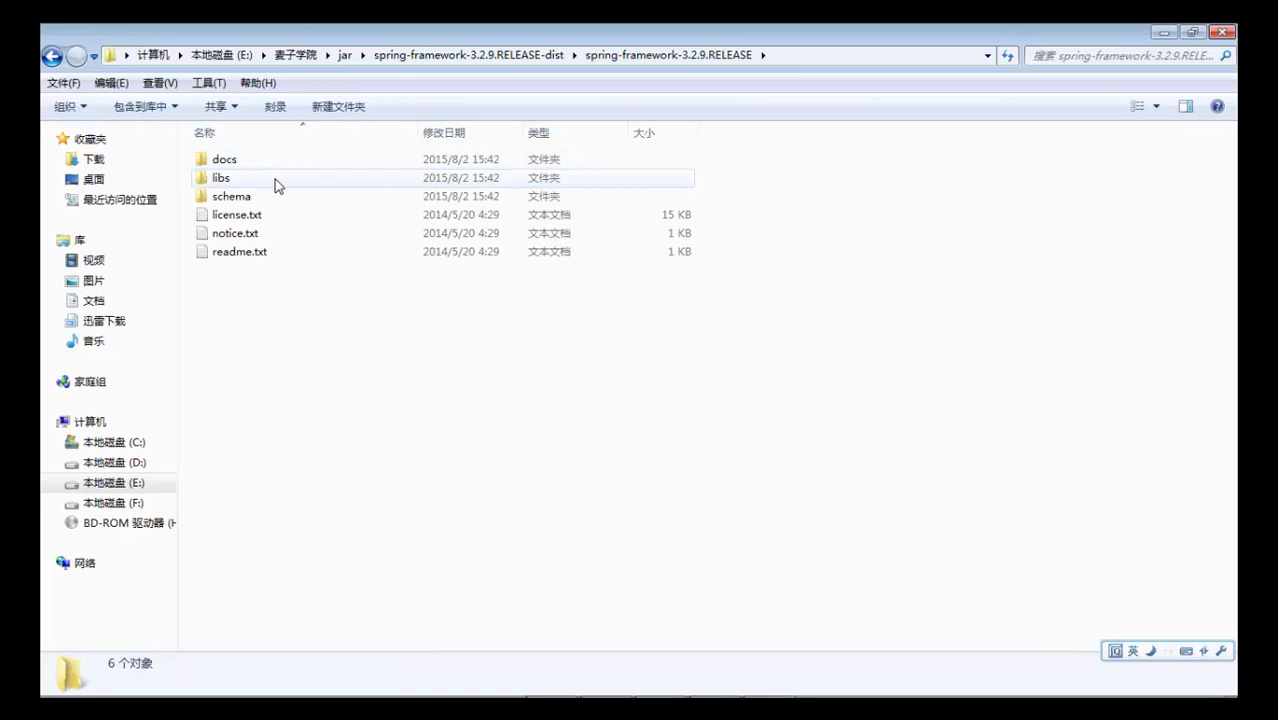 计算机 本地磁盘 (E:) 麦子学院 jar spring-framework-3.2.9.RELEASE-dist spring-framework-3.2.9.RELEASE 搜索 spring-framework-3.2.9.RELE...
文件(F) 编辑(E) 查看(V) 工具(T) 帮助(H)
组织 包含到库中 共享 刻录 新建文件夹
名称 修改日期 类型 大小
docs 2015/8/2 15:42 文件夹
libs 2015/8/2 15:42 文件夹
schema 2015/8/2 15:42 文件夹
license.txt 2014/5/20 4:29 文本文档 15 KB
notice.txt 2014/5/20 4:29 文本文档 1 KB
readme.txt 2014/5/20 4:29 文本文档 1 KB
收藏夹
下载
桌面
最近访问的位置
库
视频
图片
文档
迅雷下载
音乐
家庭组
计算机
本地磁盘 (C:)
本地磁盘 (D:)
本地磁盘 (E:)
本地磁盘 (F:)
BD-ROM 驱动器 (H
网络
6 个对象
英